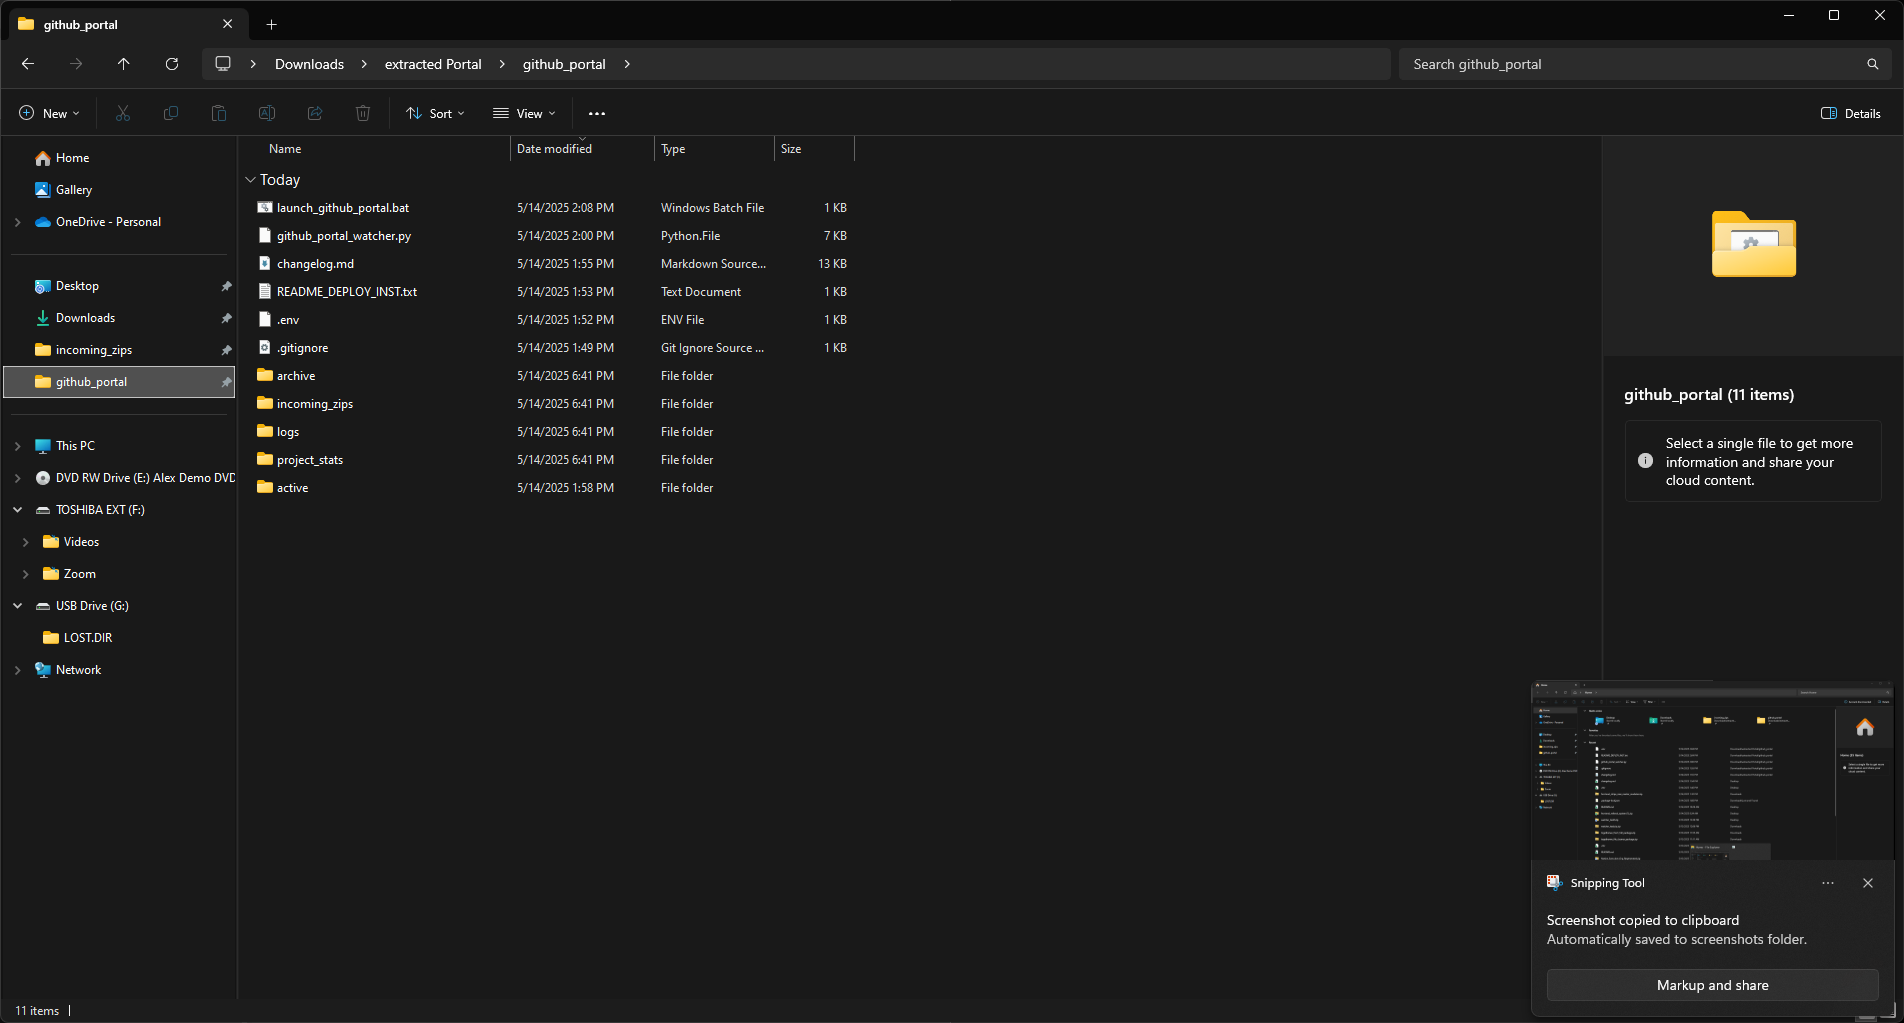 github_portal
Downloads
extracted Portal
github_portal
Search github_portal
New
Sort
View
Details
Home
Gallery
OneDrive - Personal
Desktop
Downloads
incoming_zips
github_portal
This PC
DVD RW Drive (E:) Alex Demo DVD
TOSHIBA EXT (F:)
Videos
Zoom
USB Drive (G:)
LOST.DIR
Network
Name Date modified Type Size
Today
launch_github_portal.bat 5/14/2025 2:08 PM Windows Batch File 1 KB
github_portal_watcher.py 5/14/2025 2:00 PM Python.File 7 KB
changelog.md 5/14/2025 1:55 PM Markdown Source... 13 KB
README_DEPLOY_INST.txt 5/14/2025 1:53 PM Text Document 1 KB
.env 5/14/2025 1:52 PM ENV File 1 KB
.gitignore 5/14/2025 1:49 PM Git Ignore Source ... 1 KB
archive 5/14/2025 6:41 PM File folder
incoming_zips 5/14/2025 6:41 PM File folder
logs 5/14/2025 6:41 PM File folder
project_stats 5/14/2025 6:41 PM File folder
active 5/14/2025 1:58 PM File folder
github_portal (11 items)
Select a single file to get more
information and share your
cloud content.
Snipping Tool
Screenshot copied to clipboard
Automatically saved to screenshots folder.
Markup and share
11 items